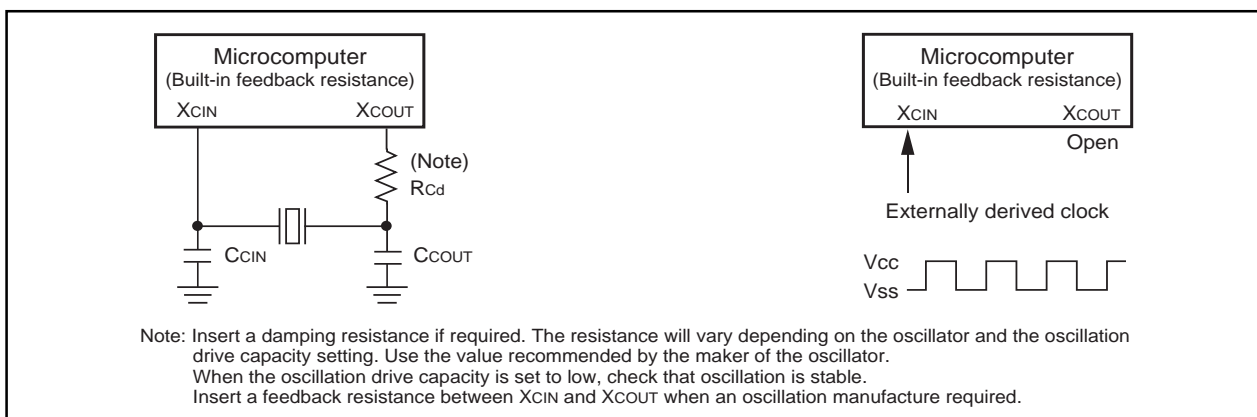 Microcomputer
(Built-in feedback resistance)
XCIN XCOUT
(Note)
RCd
CCIN CCOUT
Microcomputer
(Built-in feedback resistance)
XCIN XCOUT
Open
Externally derived clock
Vcc
Vss
Note: Insert a damping resistance if required. The resistance will vary depending on the oscillator and the oscillation
drive capacity setting. Use the value recommended by the maker of the oscillator.
When the oscillation drive capacity is set to low, check that oscillation is stable.
Insert a feedback resistance between XCIN and XCOUT when an oscillation manufacture required.